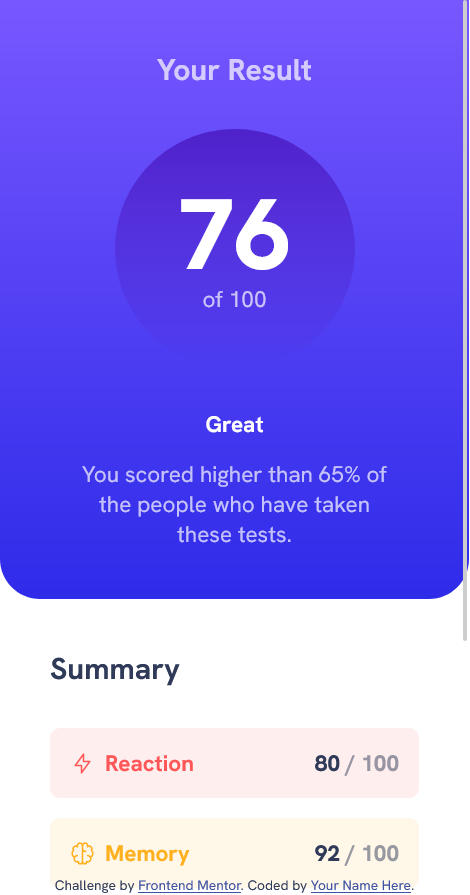 Your Result
76
of 100
Great
You scored higher than 65% of
the people who have taken
these tests.
Summary
Reaction 80 / 100
Memory 92 / 100
Challenge by Frontend Mentor. Coded by Your Name Here.